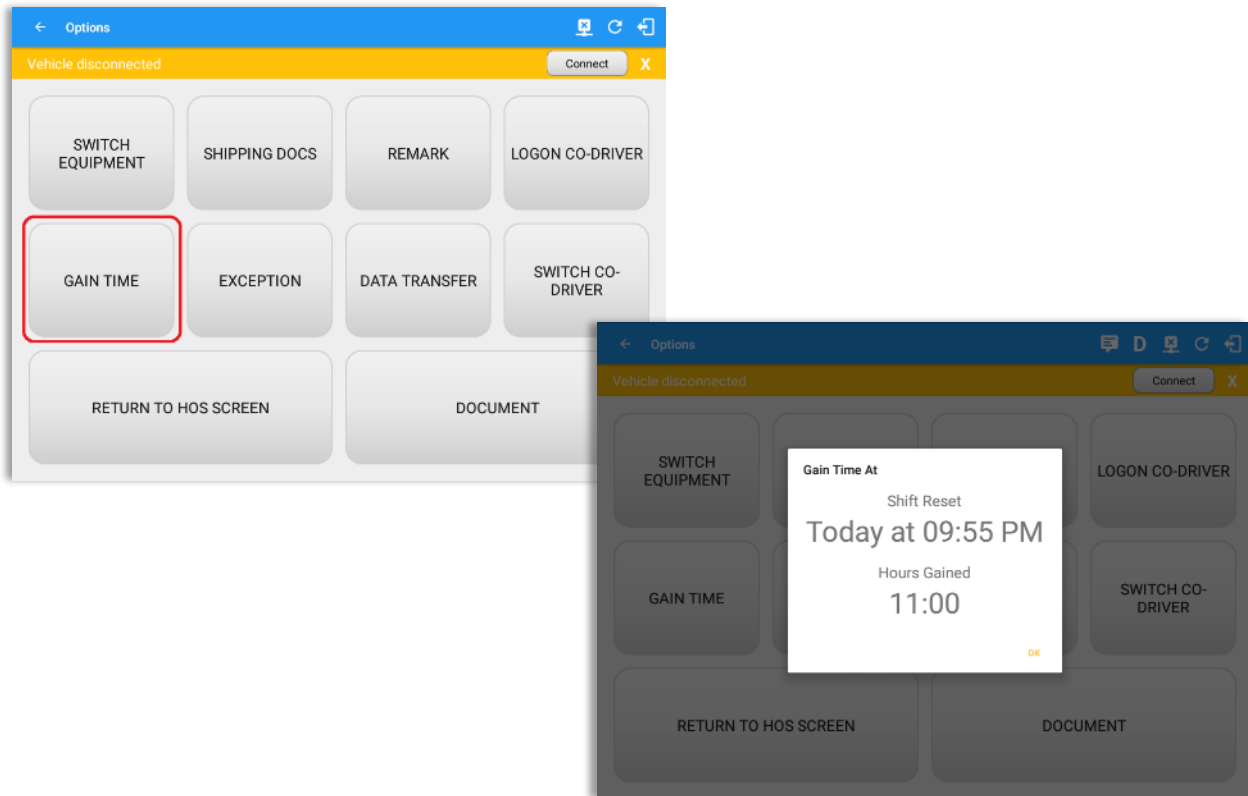 Options
Vehicle disconnected
Connect
X
SWITCH
EQUIPMENT
SHIPPING DOCS
REMARK
LOGON CO-DRIVER
GAIN TIME
EXCEPTION
DATA TRANSFER
SWITCH CO-
DRIVER
RETURN TO HOS SCREEN
DOCUMENT
Options
D
Vehicle disconnected
Connect
X
SWITCH
EQUIPMENT
LOGON CO-DRIVER
Gain Time At
Shift Reset
Today at 09:55 PM
Hours Gained
11:00
OK
GAIN TIME
SWITCH CO-
DRIVER
RETURN TO HOS SCREEN
DOCUMENT